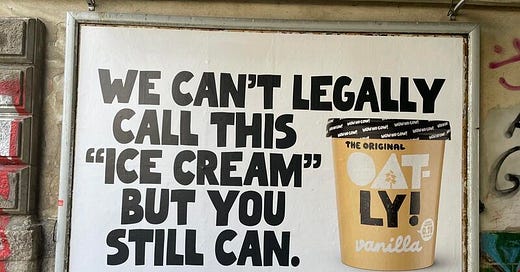 WE CAN'T LEGALLY
CALL THIS
“ICE CREAM”
BUT YOU
STILL CAN.
THE ORIGINAL
OAT-
LY!
vanilla